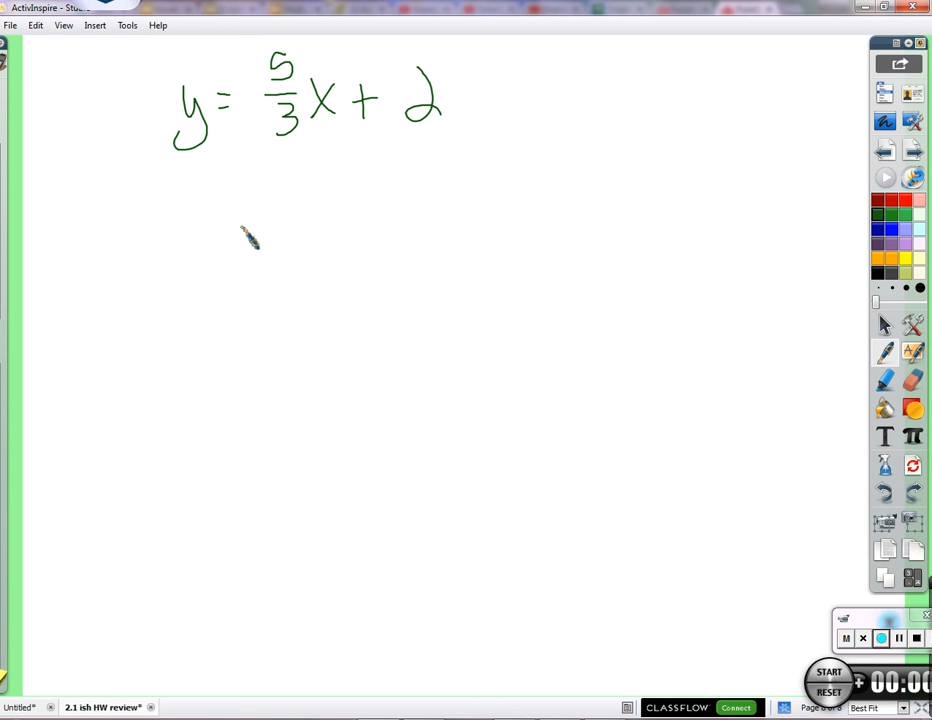 ActivInspire - Studio
File Edit View Insert Tools Help
y = 5/3 x + 2
M
START
RESET
00:00
Untitled* 2.1 ish HW review*
CLASSFLOW Connect
Best Fit